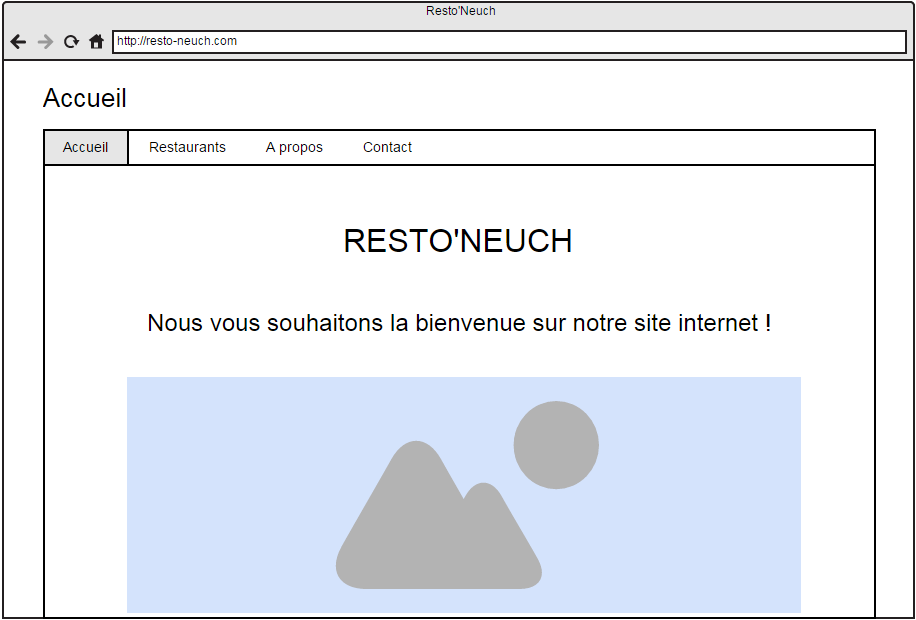 Resto'Neuch
http://resto-neuch.com
Accueil
Accueil Restaurants A propos Contact
RESTO'NEUCH
Nous vous souhaitons la bienvenue sur notre site internet !